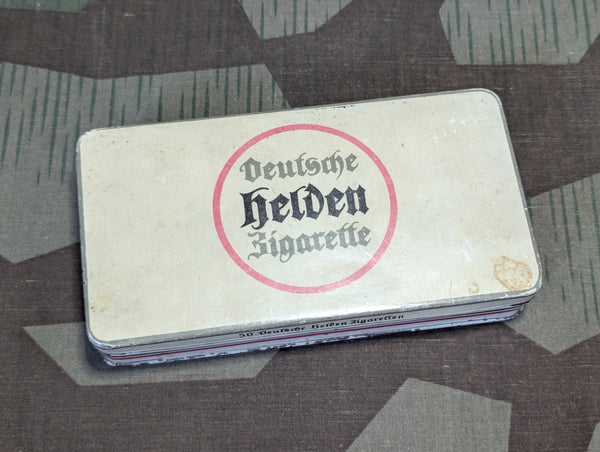 Deutsche
Helden
Zigarette
50 Deutsche Helden Zigaretten